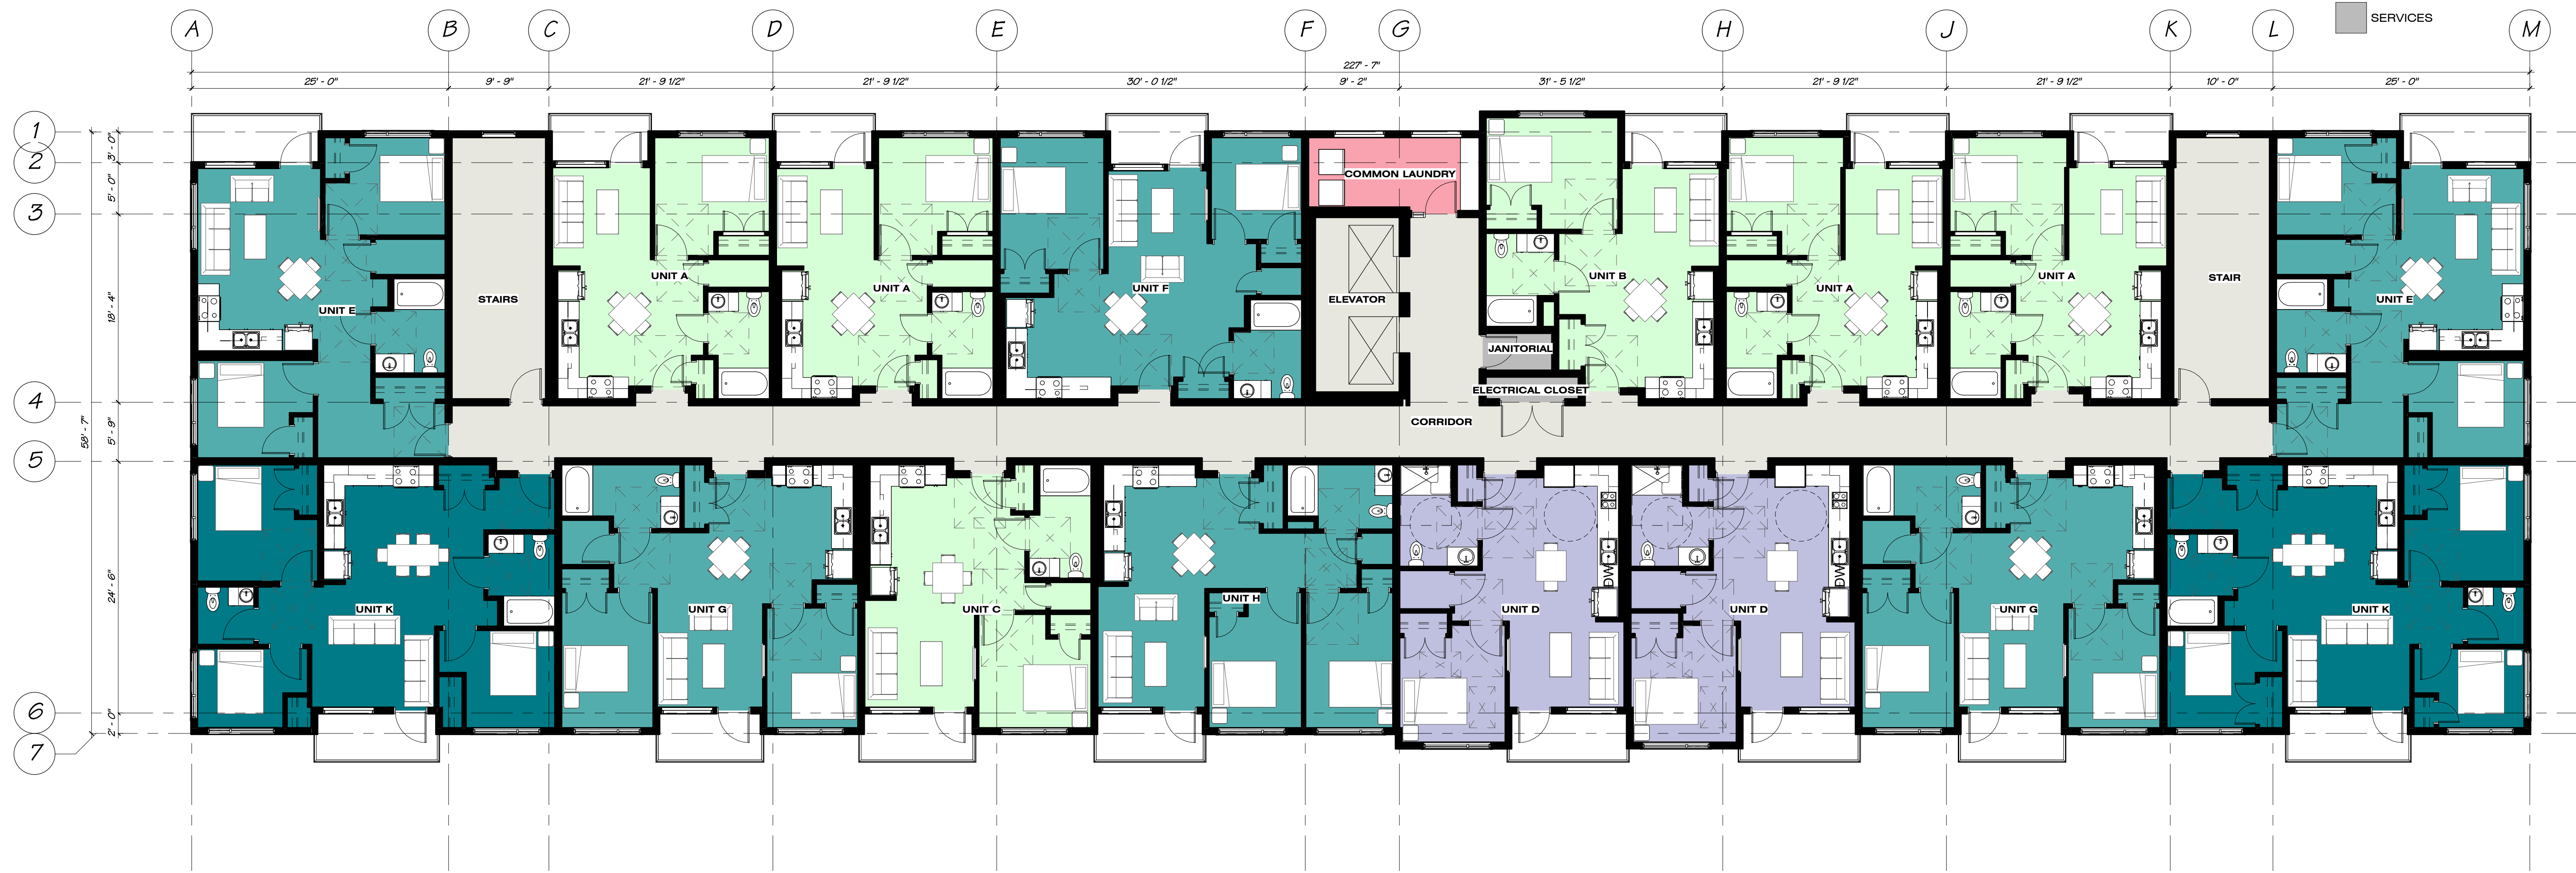 SERVICES
A B C D E F G H J K L M
227' - 7"
25' - 0" 9' - 9" 21' - 9 1/2" 21' - 9 1/2" 30' - 0 1/2" 9' - 2" 31' - 5 1/2" 21' - 9 1/2" 21' - 9 1/2" 10' - 0" 25' - 0"
1
3' - 0"
2
5' - 0"
COMMON LAUNDRY
3
UNIT A UNIT A UNIT F UNIT B UNIT A UNIT A STAIR
18' - 4"
UNIT E STAIRS ELEVATOR UNIT E
JANITORIAL
ELECTRICAL CLOSET
4
58' - 7"
5' - 9"
CORRIDOR
5
24' - 6"
DW DW
UNIT K UNIT G UNIT C UNIT H UNIT D UNIT D UNIT G UNIT K
6
2' - 0"
7